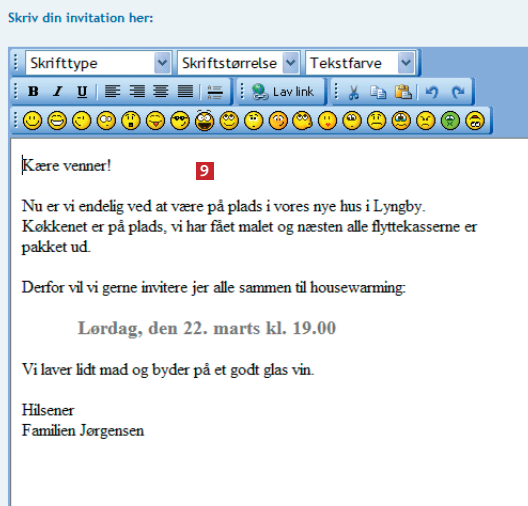 Skriv din invitation her:
Skrifttype Skriftstørrelse Tekstfarve
B I U Lav link
Kære venner! 9
Nu er vi endelig ved at være på plads i vores nye hus i Lyngby.
Køkkenet er på plads, vi har fået malet og næsten alle flyttekasserne er
pakket ud.
Derfor vil vi gerne invitere jer alle sammen til housewarming:
Lørdag, den 22. marts kl. 19.00
Vi laver lidt mad og byder på et godt glas vin.
Hilsener
Familien Jørgensen